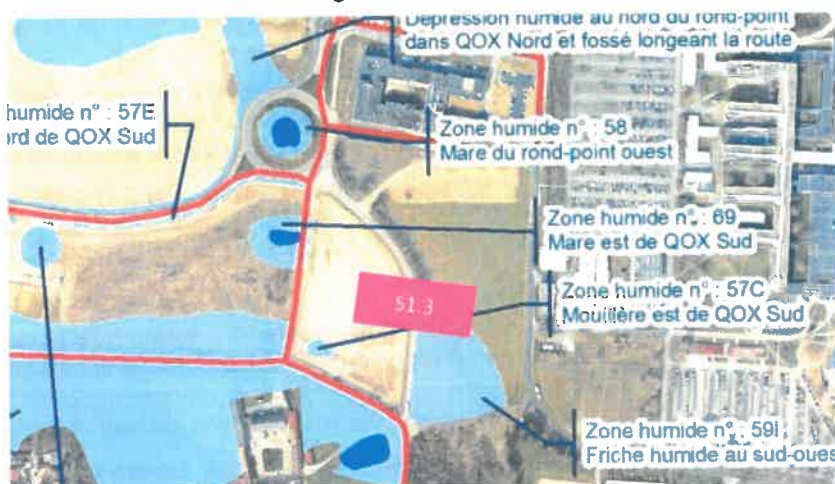 Dépression humide au nord du rond-point
dans QOX Nord et fossé longeant la route
humide n° : 57E
ord de QOX Sud
Zone humide n° : 58
Mare du rond-point ouest
Zone humide n° : 69
Mare est de QOX Sud
51.3
Zone humide n° : 57C
Mouillère est de QOX Sud
Zone humide n° : 59I
Friche humide au sud-oues